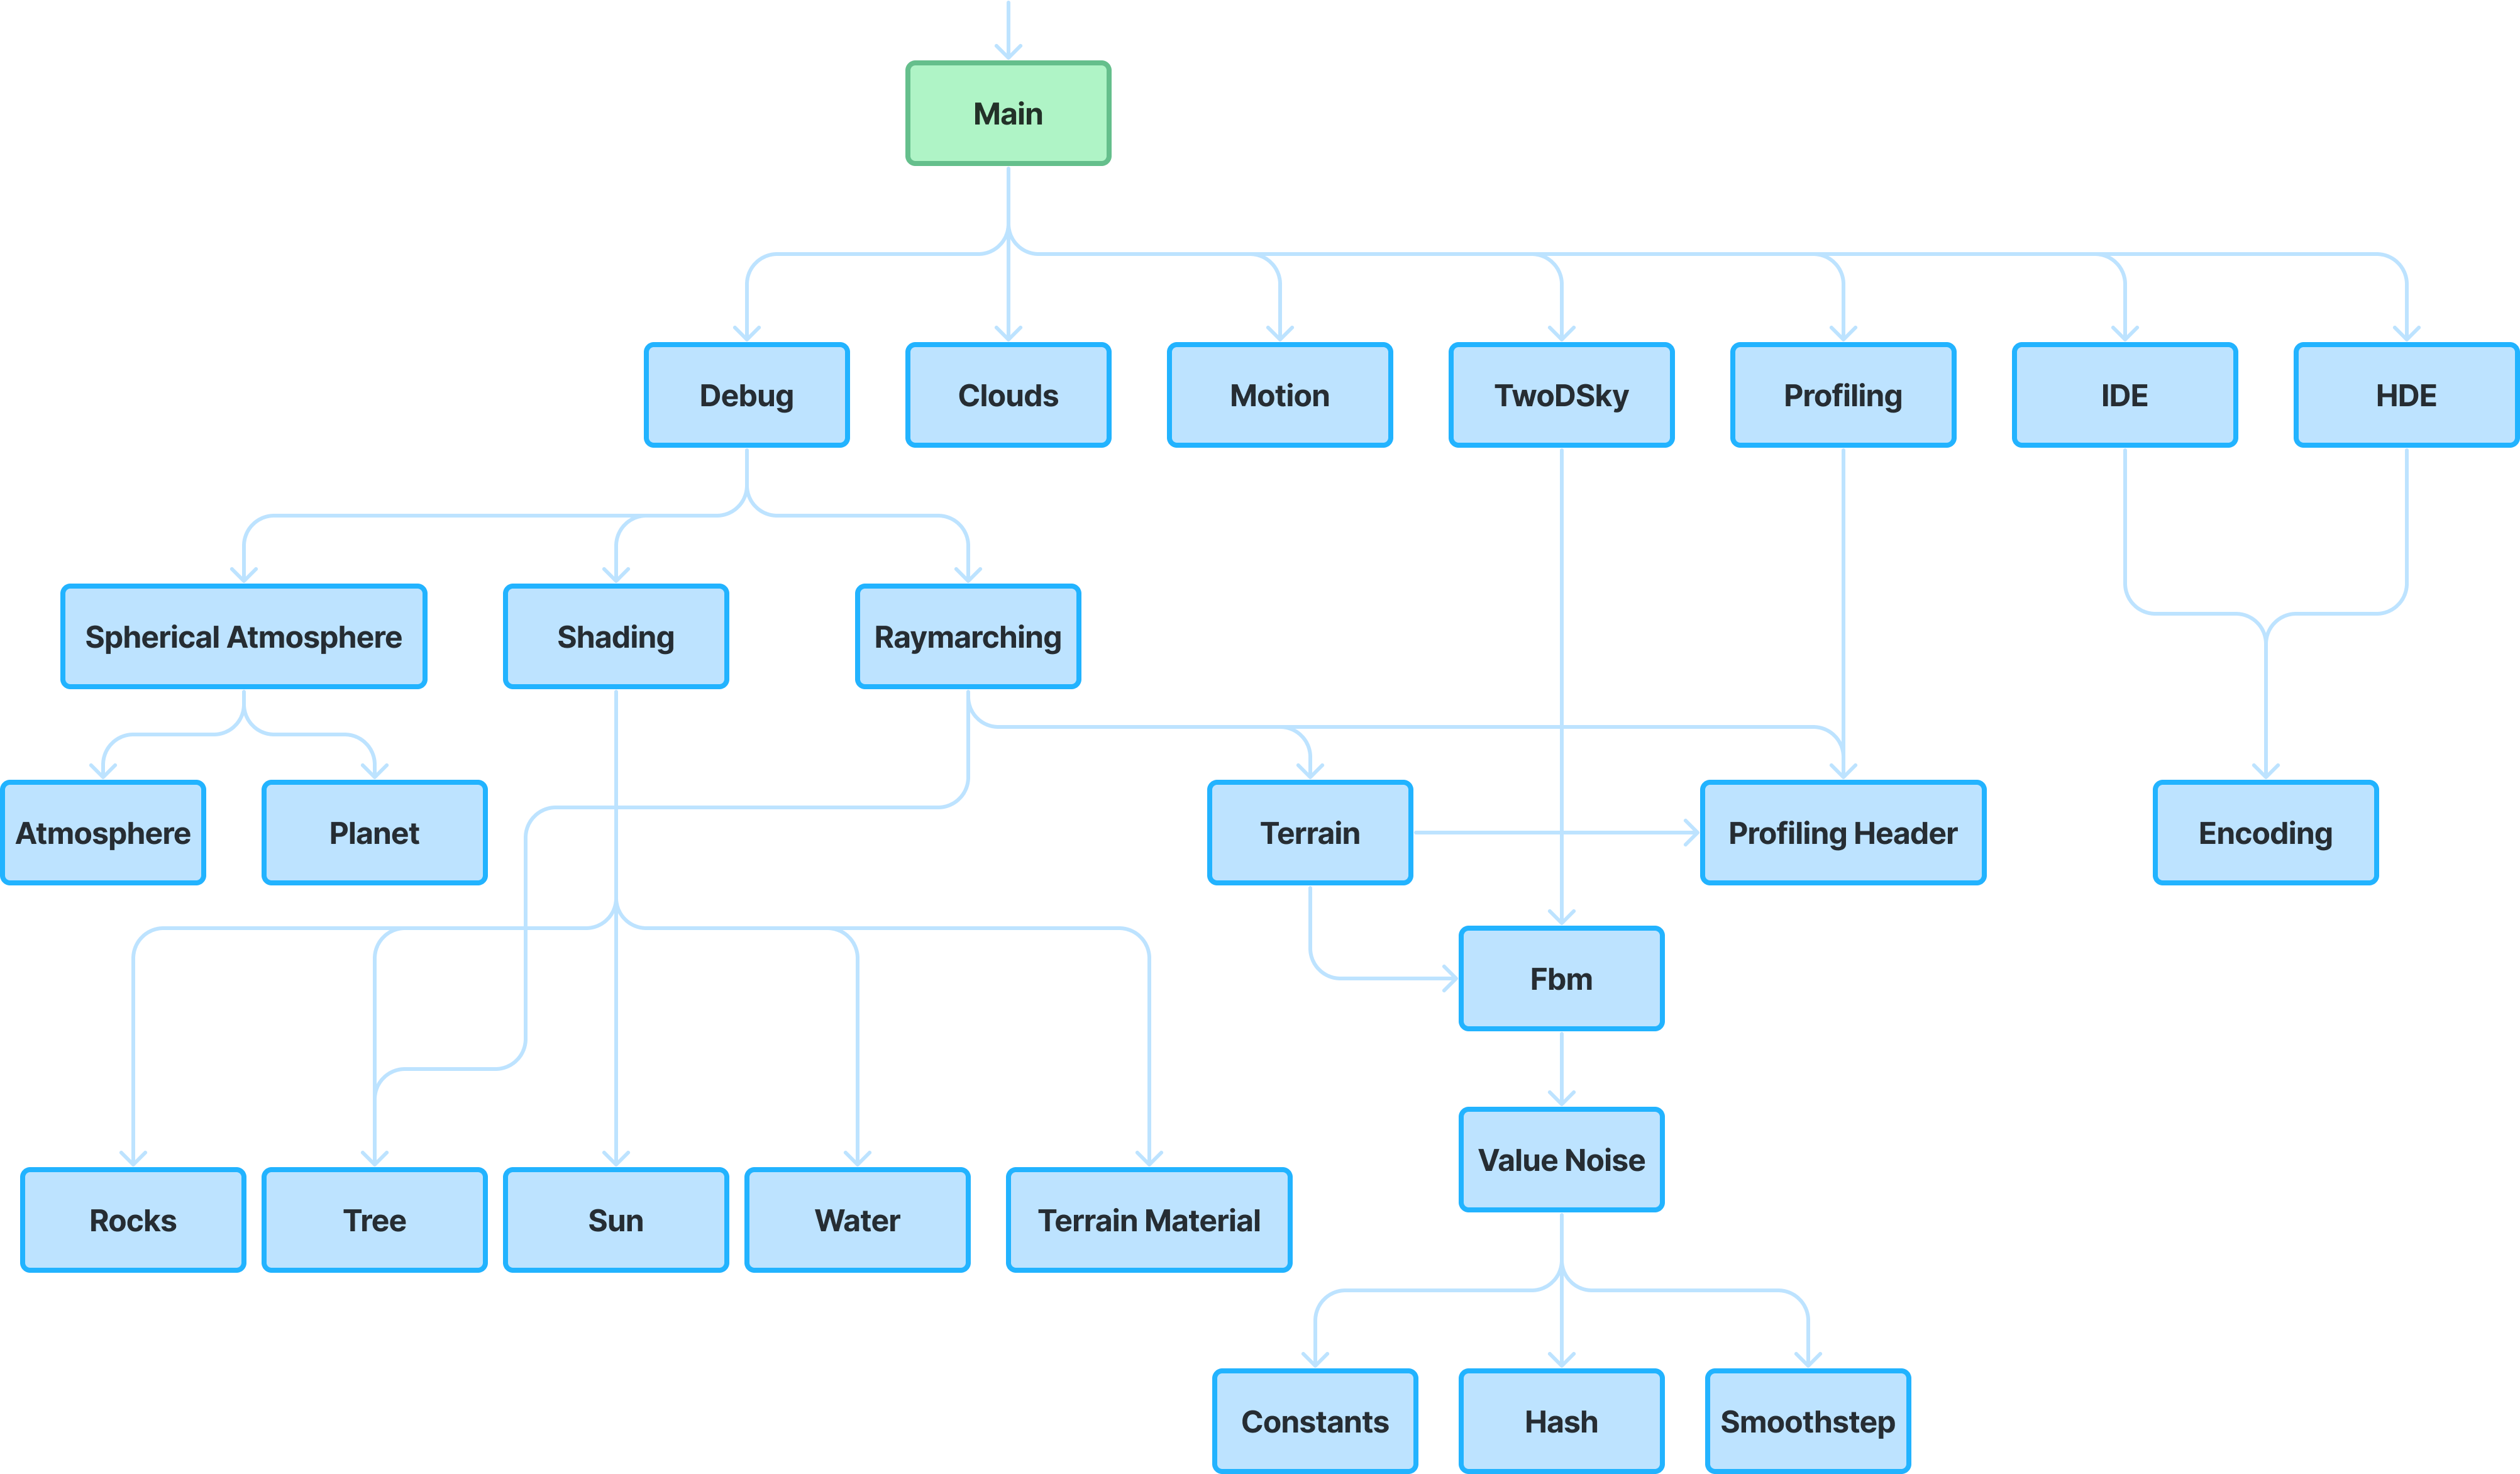 Main
Debug
Clouds
Motion
TwoDSky
Profiling
IDE
HDE
Spherical Atmosphere
Shading
Raymarching
Atmosphere
Planet
Terrain
Profiling Header
Encoding
Fbm
Value Noise
Rocks
Tree
Sun
Water
Terrain Material
Constants
Hash
Smoothstep